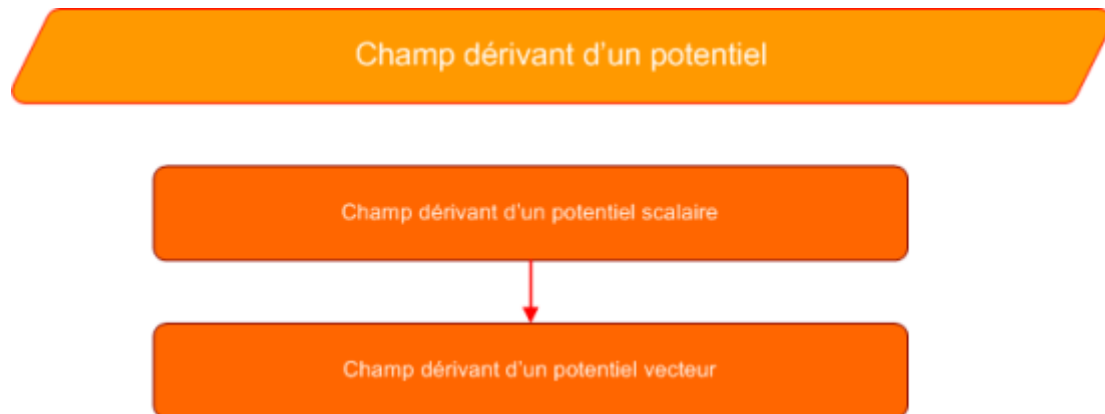 Champ dérivant d’un potentiel
Champ dérivant d’un potentiel scalaire
Champ dérivant d’un potentiel vecteur